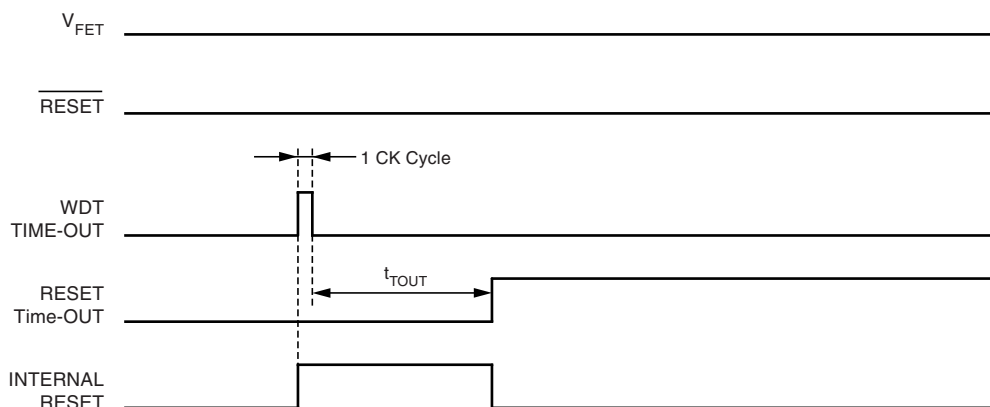 V_FET
RESET
1 CK Cycle
WDT
TIME-OUT
t_TOUT
RESET
Time-OUT
INTERNAL
RESET